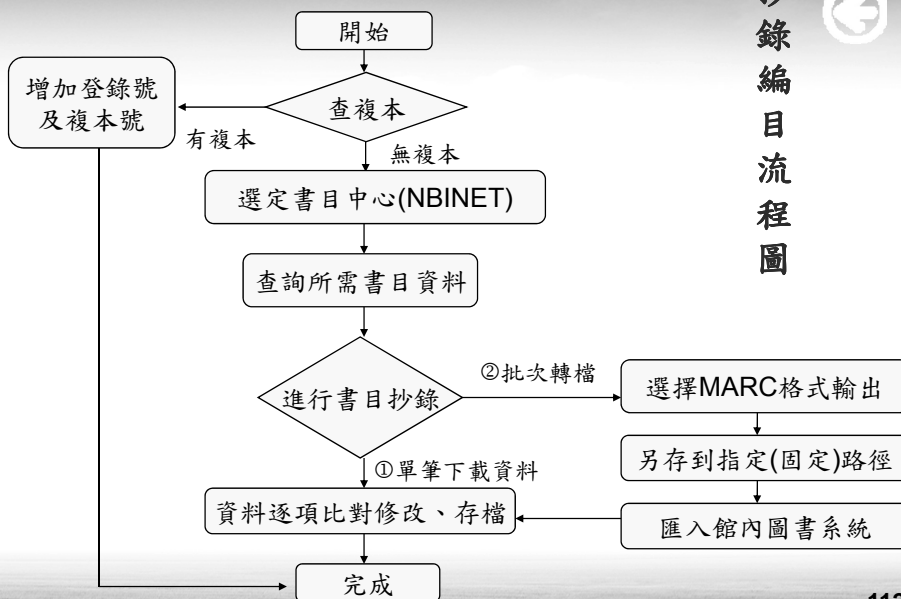 錄編目流程圖
開始
查複本
增加登錄號
及複本號
有複本
無複本
選定書目中心(NBINET)
查詢所需書目資料
進行書目抄錄
②批次轉檔
選擇MARC格式輸出
另存到指定(固定)路徑
匯入館內圖書系統
①單筆下載資料
資料逐項比對修改、存檔
完成